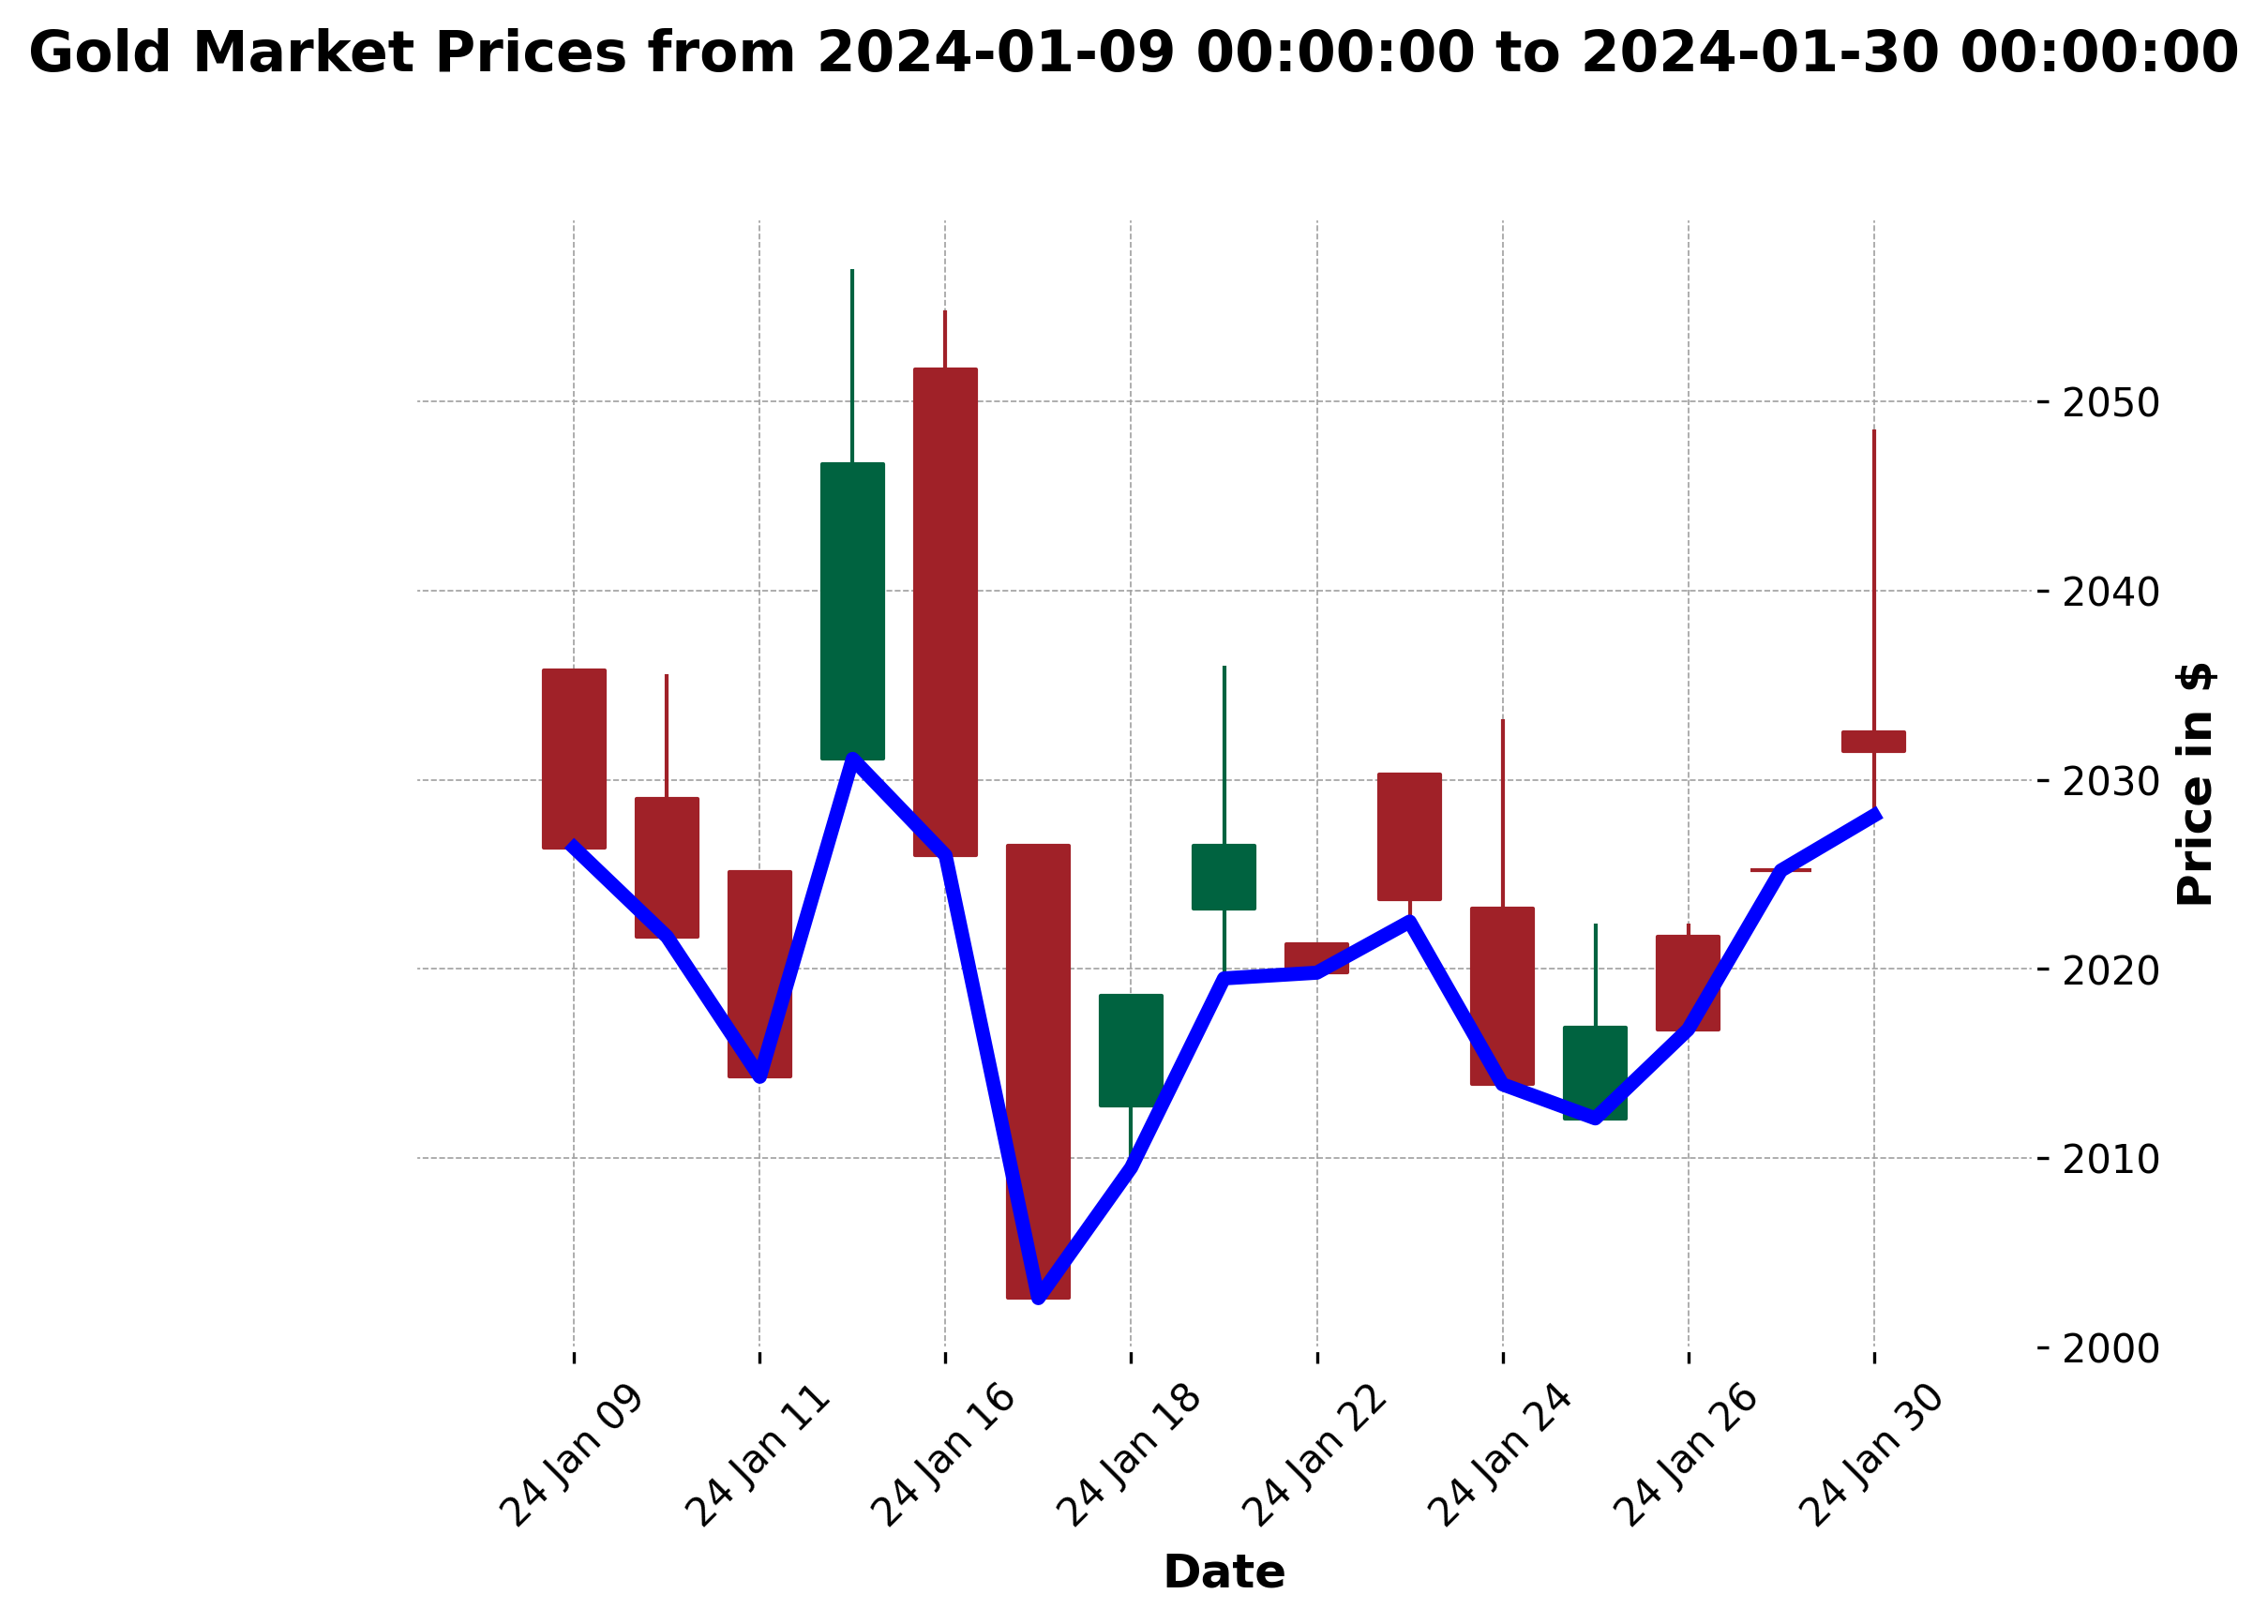 Gold Market Prices from 2024-01-09 00:00:00 to 2024-01-30 00:00:00
2050
2040
2030
2020
2010
2000
Price in $
24 Jan 09
24 Jan 11
24 Jan 16
24 Jan 18
24 Jan 22
24 Jan 24
24 Jan 26
24 Jan 30
Date